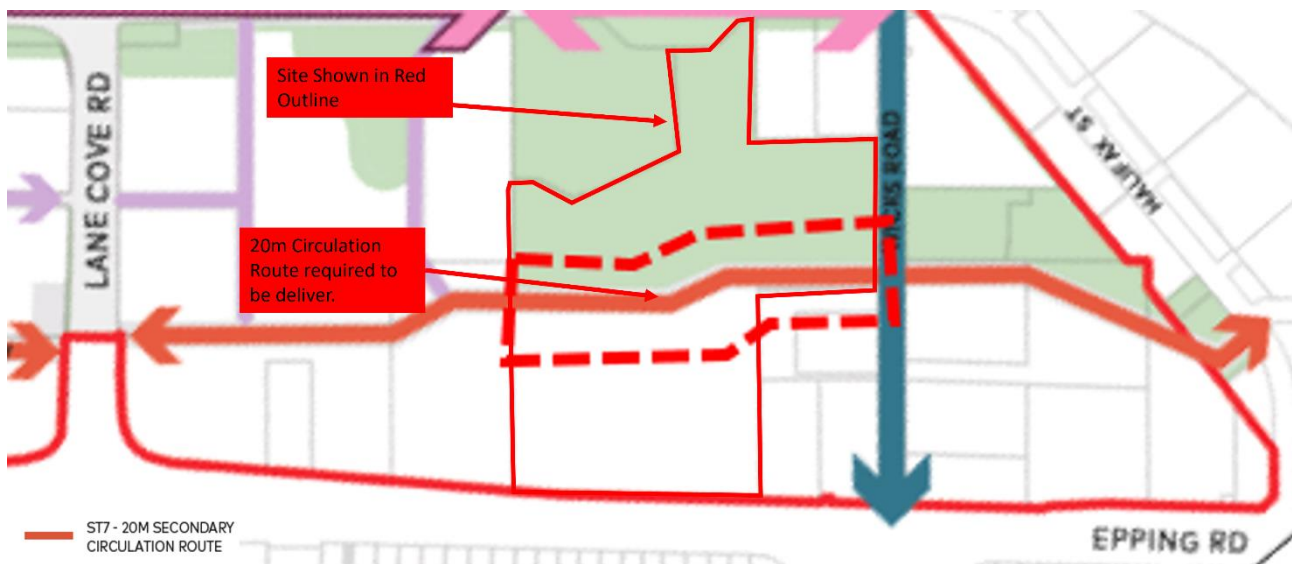 Site Shown in Red
Outline
LANE COVE RD
WICKS ROAD
HALIFAX ST
20m Circulation
Route required to
be deliver.
ST7 - 20M SECONDARY
CIRCULATION ROUTE
EPPING RD